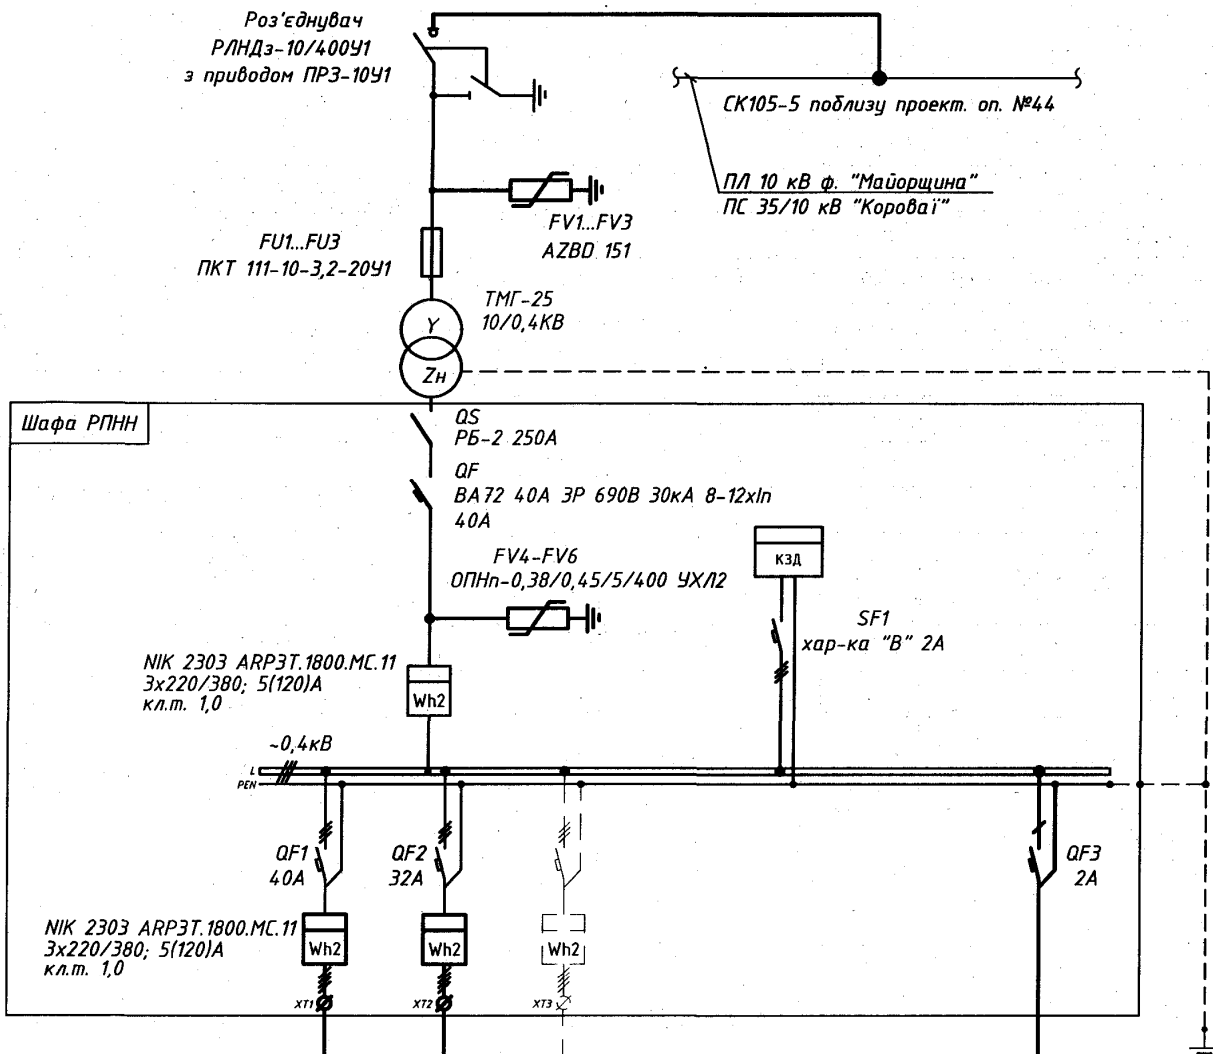 Роз'єднувач
РЛНДз-10/400У1
з приводом ПРЗ-10У1
СК105-5 поблизу проект. оп. №44
ПЛ 10 кВ ф. "Майорщина"
ПС 35/10 кВ "Короваї"
FV1...FV3
AZBD 151
FU1...FU3
ПКТ 111-10-3,2-20У1
ТМГ-25
10/0,4КВ
Y
Zн
Шафа РПНН
QS
РБ-2 250А
QF
ВА72 40А 3Р 690В 30кА 8-12хIn
40А
FV4-FV6
ОПНп-0,38/0,45/5/400 УХЛ2
КЗД
SF1
хар-ка "В" 2А
NIK 2303 ARP3T.1800.MC.11
3х220/380; 5(120)А
кл.т. 1,0
Wh2
~0,4кВ
L
PEN
QF1
40А
QF2
32А
QF3
2А
NIK 2303 ARP3T.1800.MC.11
3х220/380; 5(120)А
кл.т. 1,0
Wh2
Wh2
Wh2
XT1
XT2
XT3